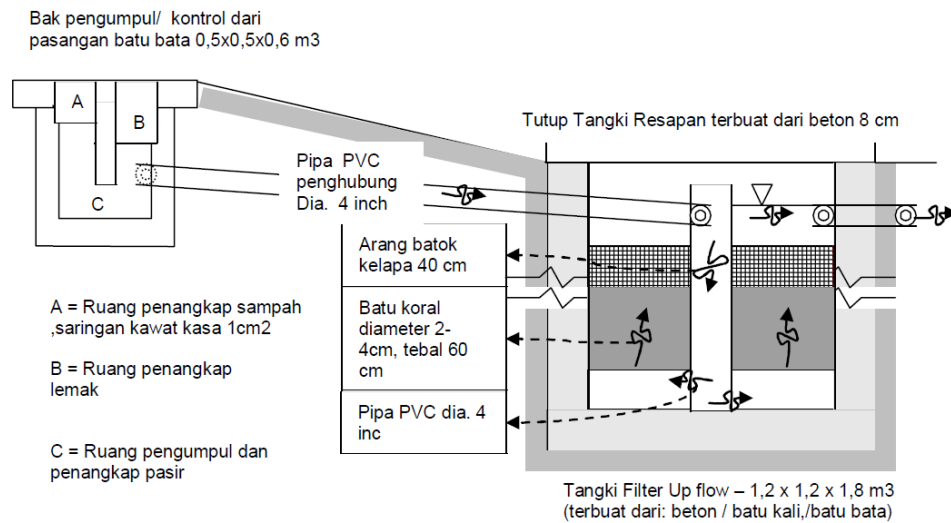 Bak pengumpul/ kontrol dari
pasangan batu bata 0,5x0,5x0,6 m3
A
B
C
Tutup Tangki Resapan terbuat dari beton 8 cm
Pipa PVC
penghubung
Dia. 4 inch
Arang batok
kelapa 40 cm
Batu koral
diameter 2-
4cm, tebal 60
cm
Pipa PVC dia. 4
inc
A = Ruang penangkap sampah
,saringan kawat kasa 1cm2
B = Ruang penangkap
lemak
C = Ruang pengumpul dan
penangkap pasir
Tangki Filter Up flow – 1,2 x 1,2 x 1,8 m3
(terbuat dari: beton / batu kali,/batu bata)